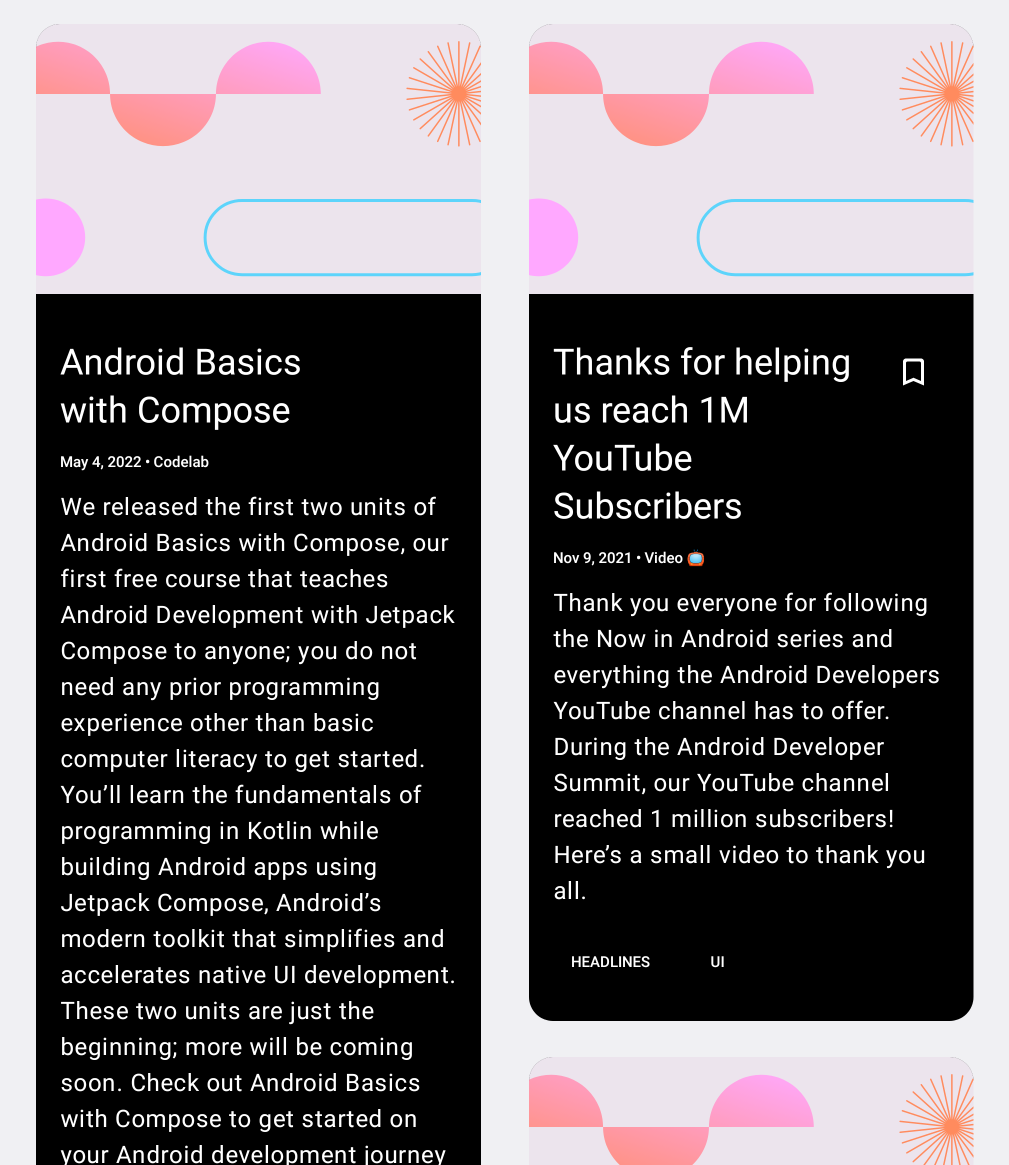 Android Basics
with Compose
May 4, 2022 • Codelab
We released the first two units of
Android Basics with Compose, our
first free course that teaches
Android Development with Jetpack
Compose to anyone; you do not
need any prior programming
experience other than basic
computer literacy to get started.
You’ll learn the fundamentals of
programming in Kotlin while
building Android apps using
Jetpack Compose, Android’s
modern toolkit that simplifies and
accelerates native UI development.
These two units are just the
beginning; more will be coming
soon. Check out Android Basics
with Compose to get started on
your Android development journey
Thanks for helping
us reach 1M
YouTube
Subscribers
Nov 9, 2021 • Video 📺
Thank you everyone for following
the Now in Android series and
everything the Android Developers
YouTube channel has to offer.
During the Android Developer
Summit, our YouTube channel
reached 1 million subscribers!
Here’s a small video to thank you
all.
HEADLINES UI